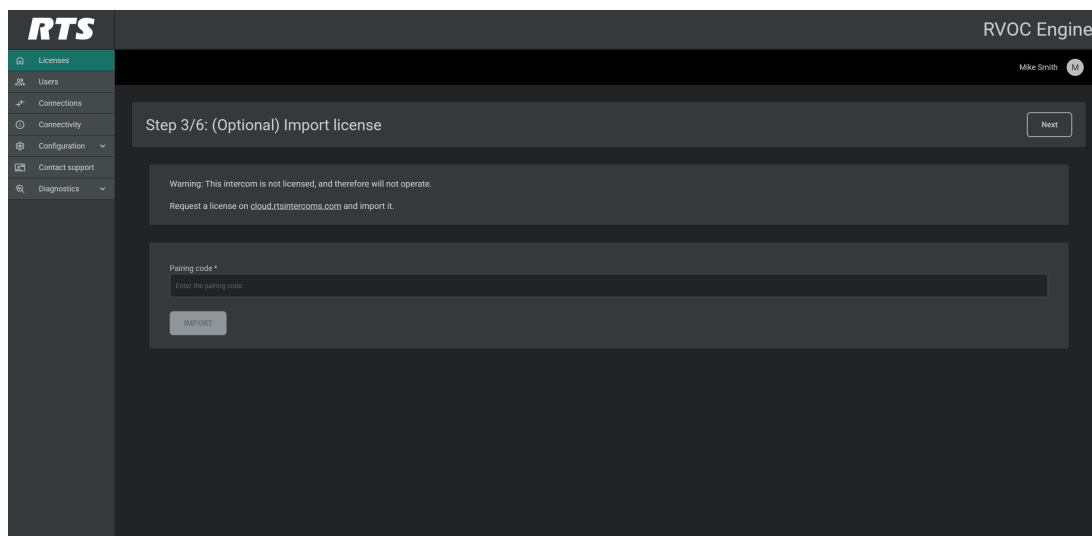 RTS
RVOC Engine
Licenses
Mike Smith
M
Users
Connections
Connectivity
Configuration
Contact support
Diagnostics
Step 3/6: (Optional) Import license
Next
Warning: This intercom is not licensed, and therefore will not operate.
Request a license on cloud.rtsintercoms.com and import it.
Pairing code *
Enter the pairing code
IMPORT